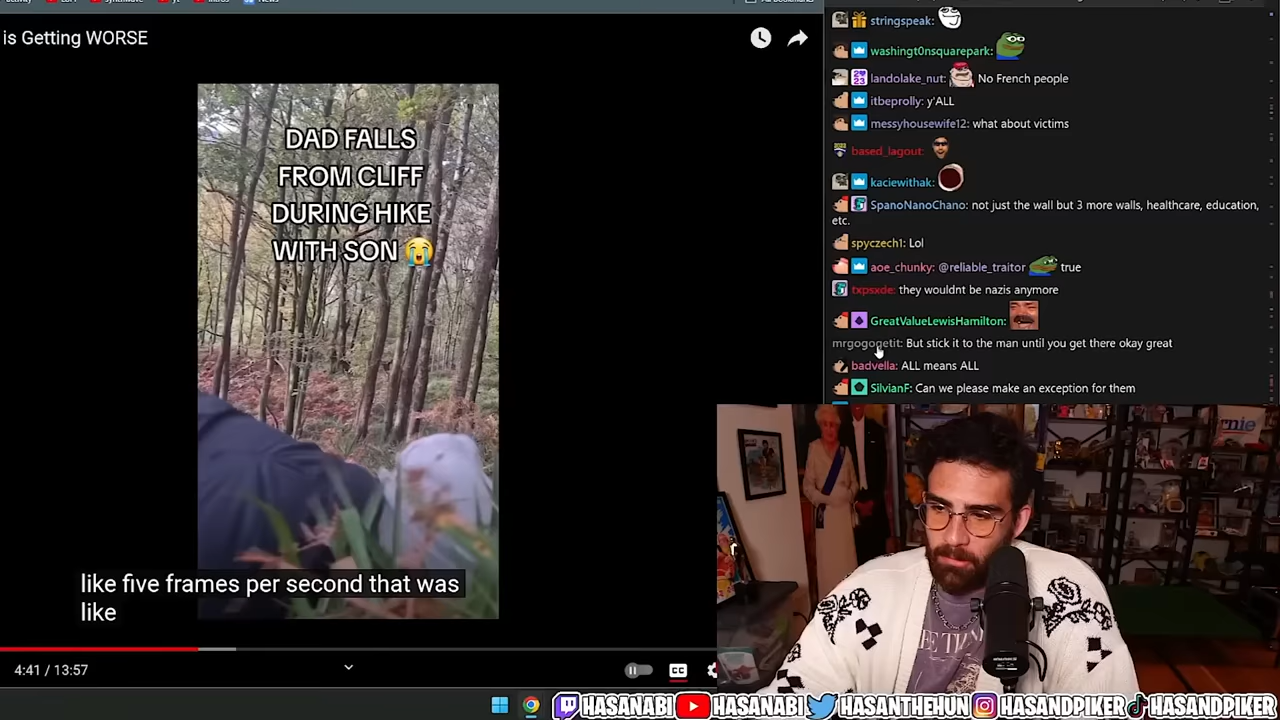 is Getting WORSE
DAD FALLS
FROM CLIFF
DURING HIKE
WITH SON 😭
like five frames per second that was
like
4:41 / 13:57
CC
stringspeak:
washingt0nsquarepark:
landolake_nut: No French people
itbeprolly: y'ALL
messyhousewife12: what about victims
based_lagout:
kaciewithak:
SpanoNanoChano: not just the wall but 3 more walls, healthcare, education,
etc.
spyczech1: Lol
aoe_chunky: @reliable_traitor true
txpsxde: they wouldnt be nazis anymore
GreatValueLewisHamilton:
mrgogogetit: But stick it to the man until you get there okay great
badvella: ALL means ALL
SilvianF: Can we please make an exception for them
HASANABI HASANABI HASANTHEHUN HASANDPIKER HASANDPIKER